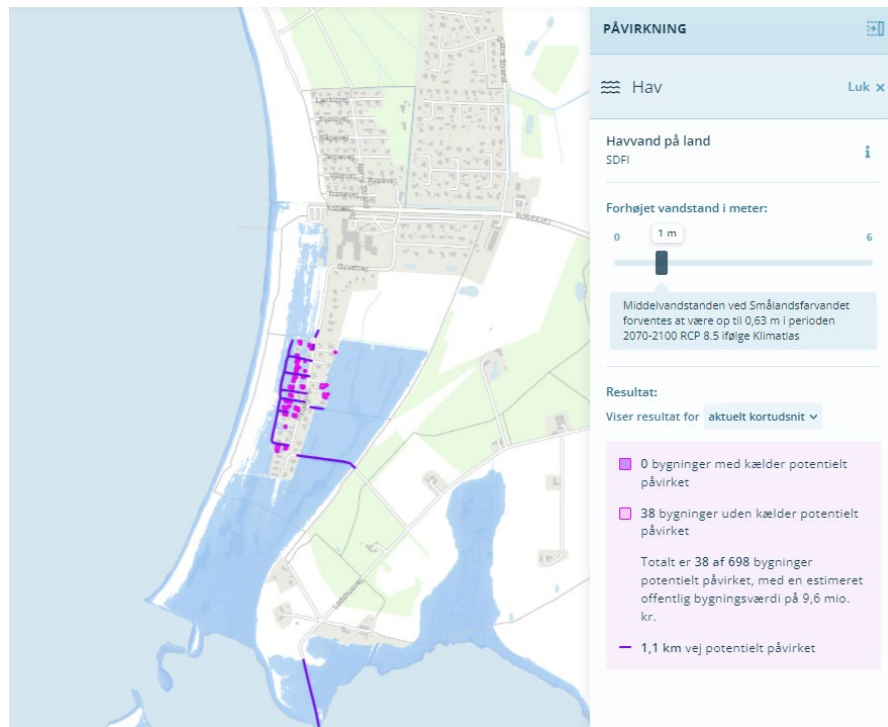 PÅVIRKNING
Hav
Luk ×
Havvand på land
SDFI
i
Forhøjet vandstand i meter:
0
1 m
6
Middelvandstanden ved Smålandsfarvandet
forventes at være op til 0,63 m i perioden
2070-2100 RCP 8.5 ifølge Klimatlas
Resultat:
Viser resultat for aktuelt kortudsnit
0 bygninger med kælder potentielt
påvirket
38 bygninger uden kælder potentielt
påvirket
Totalt er 38 af 698 bygninger
potentielt påvirket, med en estimeret
offentlig bygningsværdi på 9,6 mio.
kr.
1,1 km vej potentielt påvirket